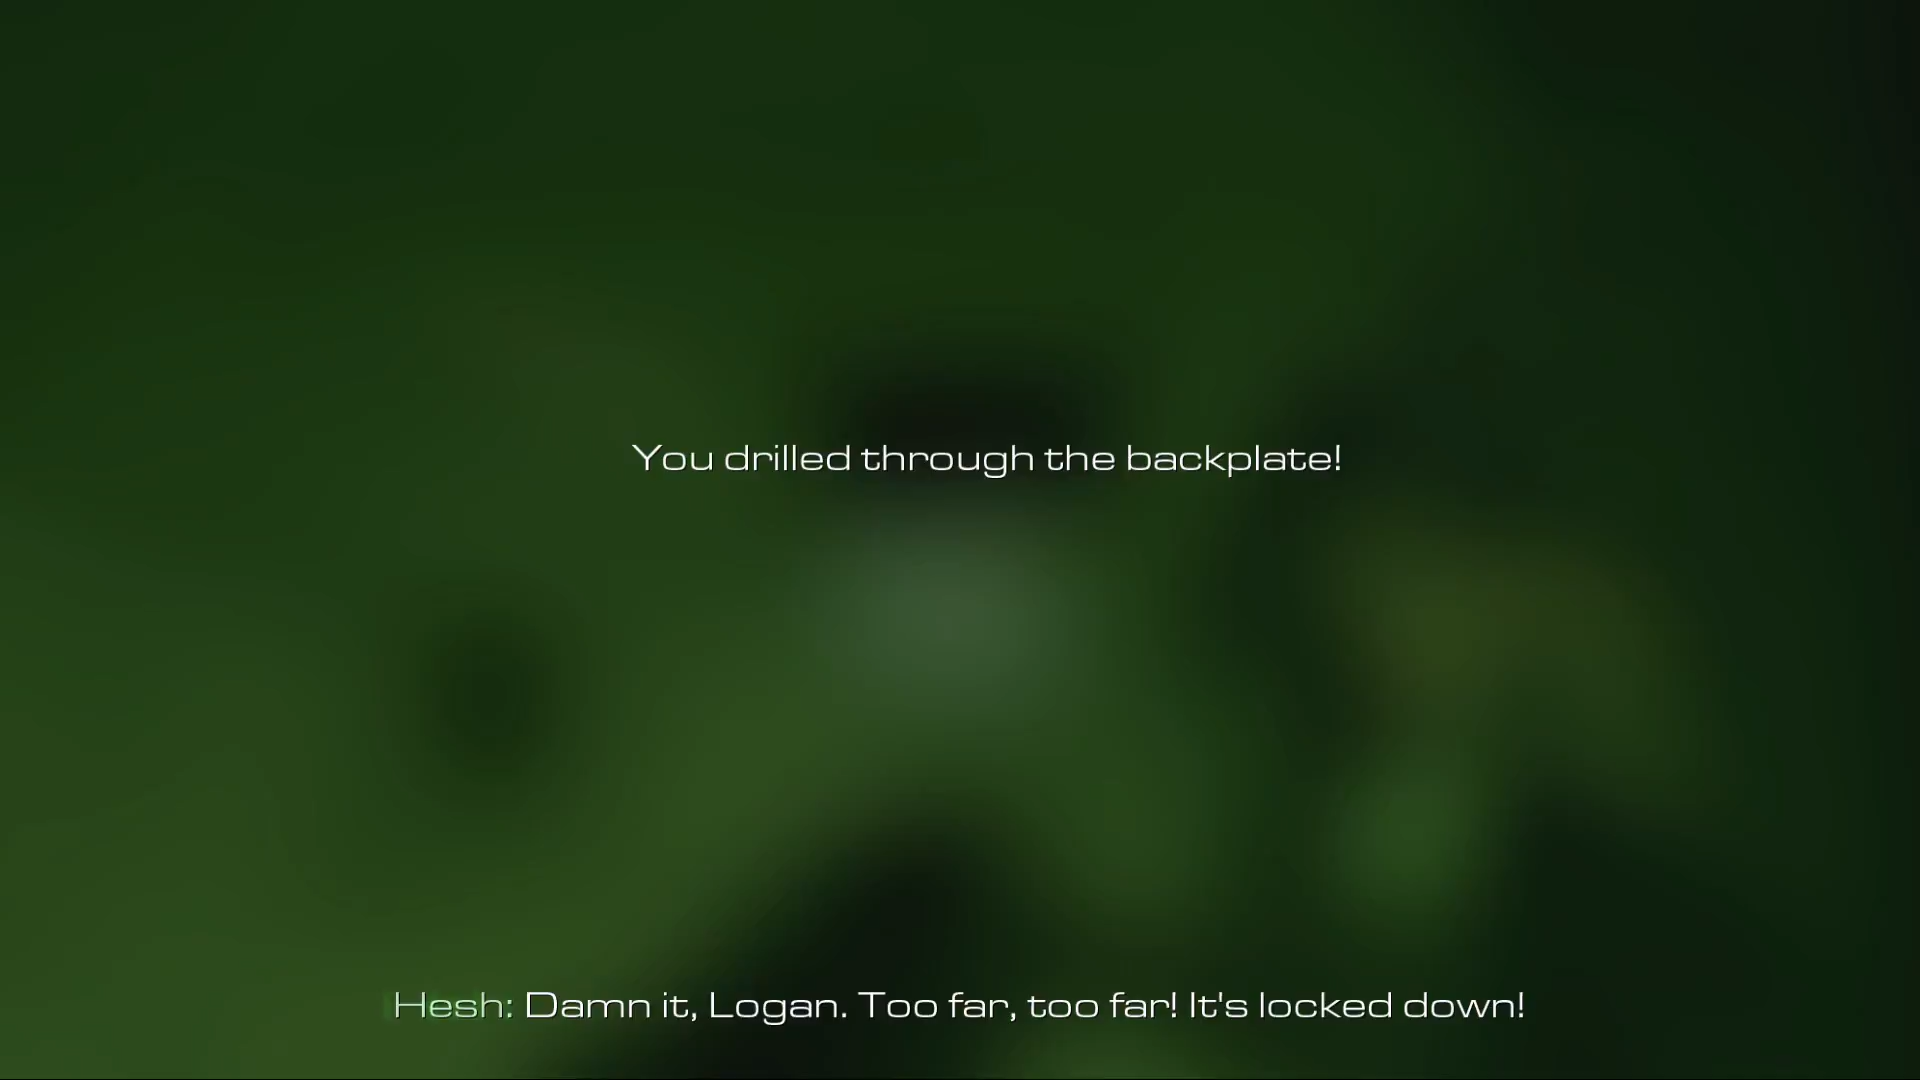 You drilled through the backplate!
Hesh: Damn it, Logan. Too far, too far! It's locked down!